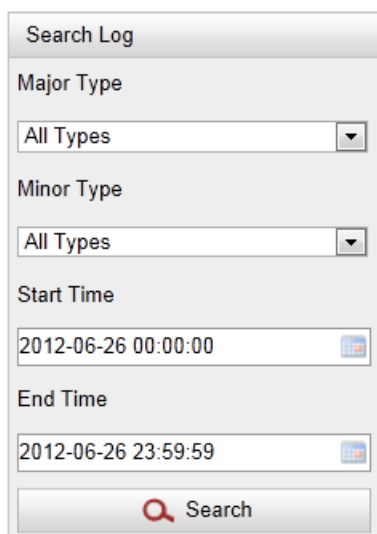 Search Log
Major Type
All Types
Minor Type
All Types
Start Time
2012-06-26 00:00:00
End Time
2012-06-26 23:59:59
Search